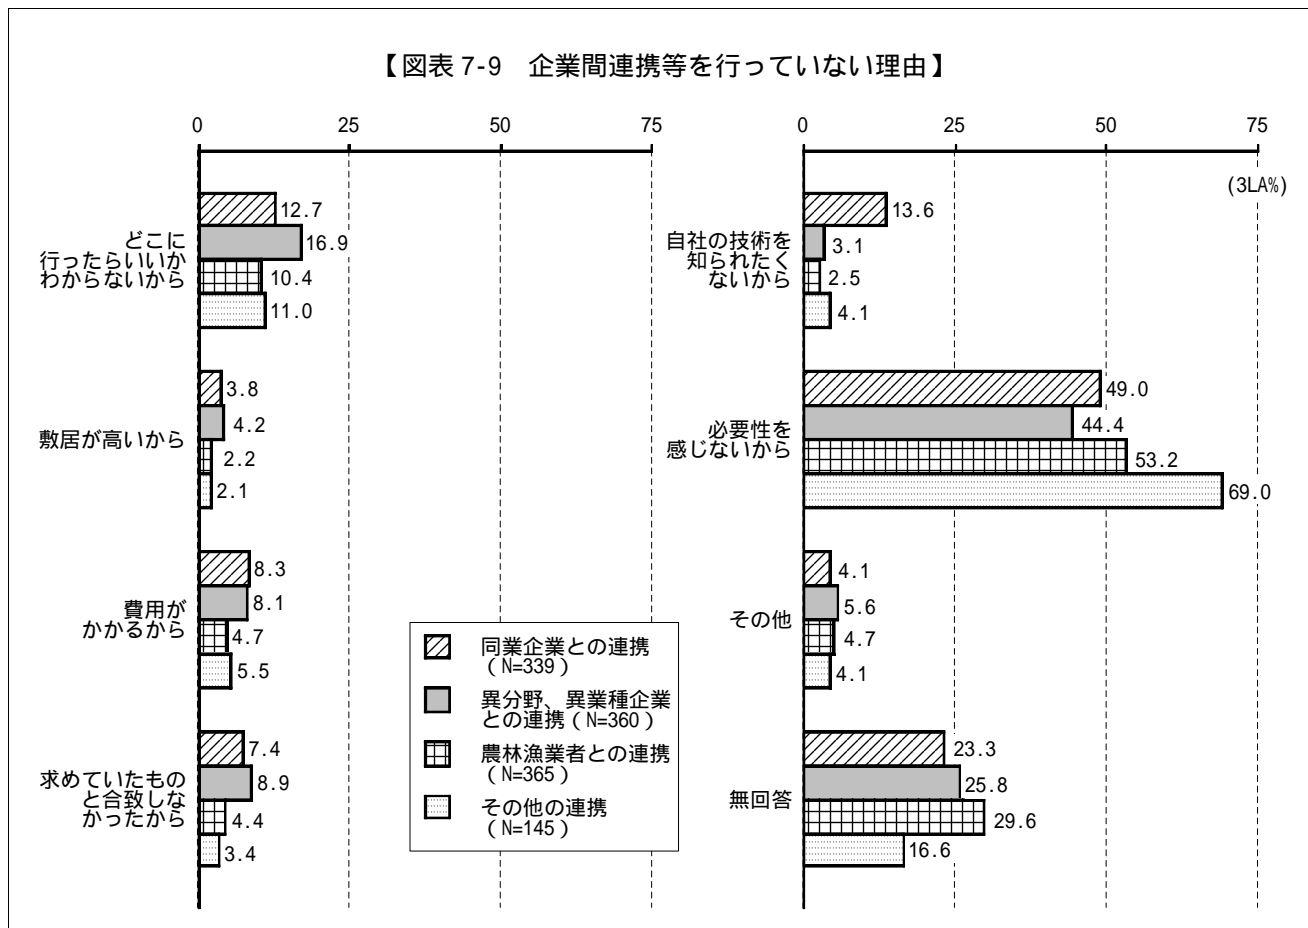 【図表 7-9 企業間連携等を行っていない理由】
0 25 50 75
どこに
行ったらいいか
わからないから
12.7
16.9
10.4
11.0
敷居が高いから
3.8
4.2
2.2
2.1
費用が
かかるから
8.3
8.1
4.7
5.5
求めていたもの
と合致しな
かったから
7.4
8.9
4.4
3.4
同業企業との連携
（N=339）
異分野、異業種企業
との連携（N=360）
農林漁業者との連携
（N=365）
その他の連携
（N=145）
0 25 50 75
(3LA%)
自社の技術を
知られたく
ないから
13.6
3.1
2.5
4.1
必要性を
感じないから
49.0
44.4
53.2
69.0
その他
4.1
5.6
4.7
4.1
無回答
23.3
25.8
29.6
16.6